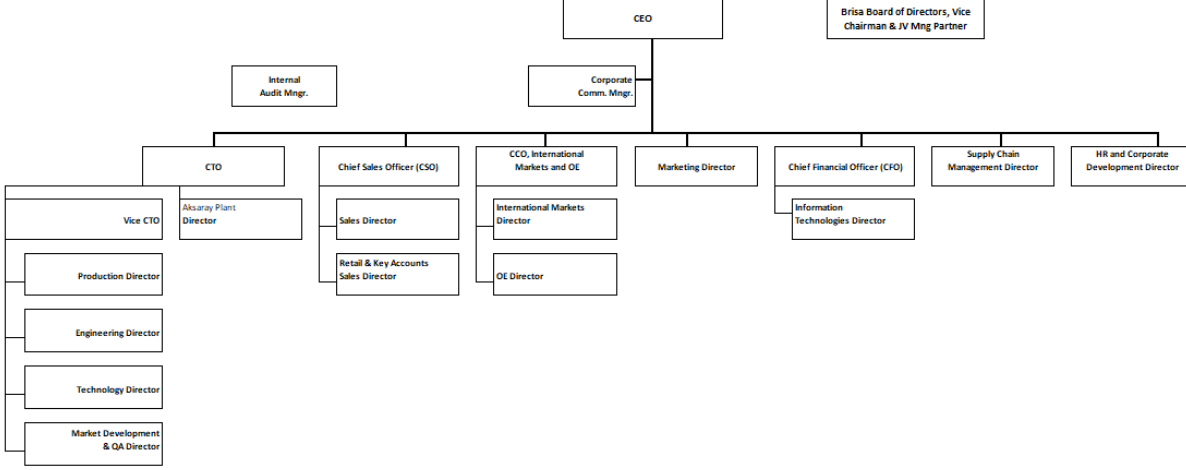 CEO
Brisa Board of Directors, Vice
Chairman & JV Mng Partner
Internal
Audit Mngr.
Corporate
Comm. Mngr.
CTO
Chief Sales Officer (CSO)
CCO, International
Markets and OE
Marketing Director
Chief Financial Officer (CFO)
Supply Chain
Management Director
HR and Corporate
Development Director
Vice CTO
Aksaray Plant
Director
Sales Director
International Markets
Director
Information
Technologies Director
Production Director
Retail & Key Accounts
Sales Director
OE Director
Engineering Director
Technology Director
Market Development
& QA Director